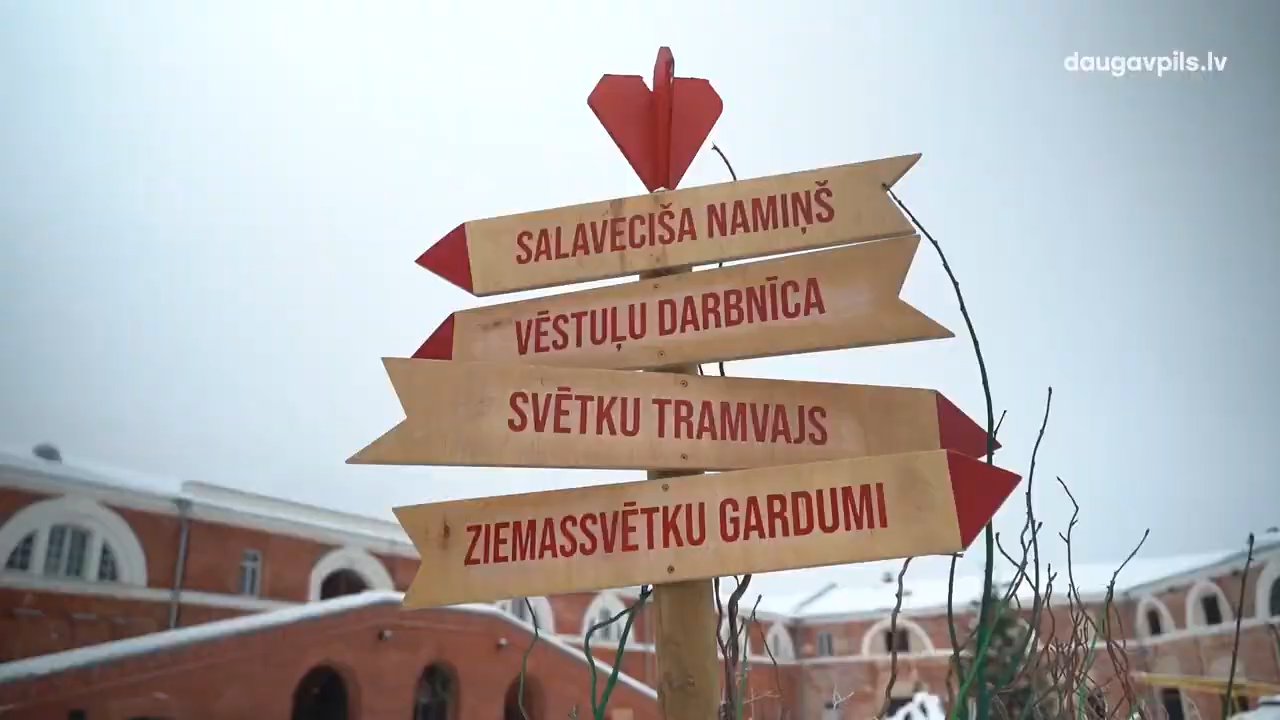 daugavpils.lv
SALAVECIŠA NAMIŅŠ
VĒSTUĻU DARBNĪCA
SVĒTKU TRAMVAJS
ZIEMASSVĒTKU GARDUMI